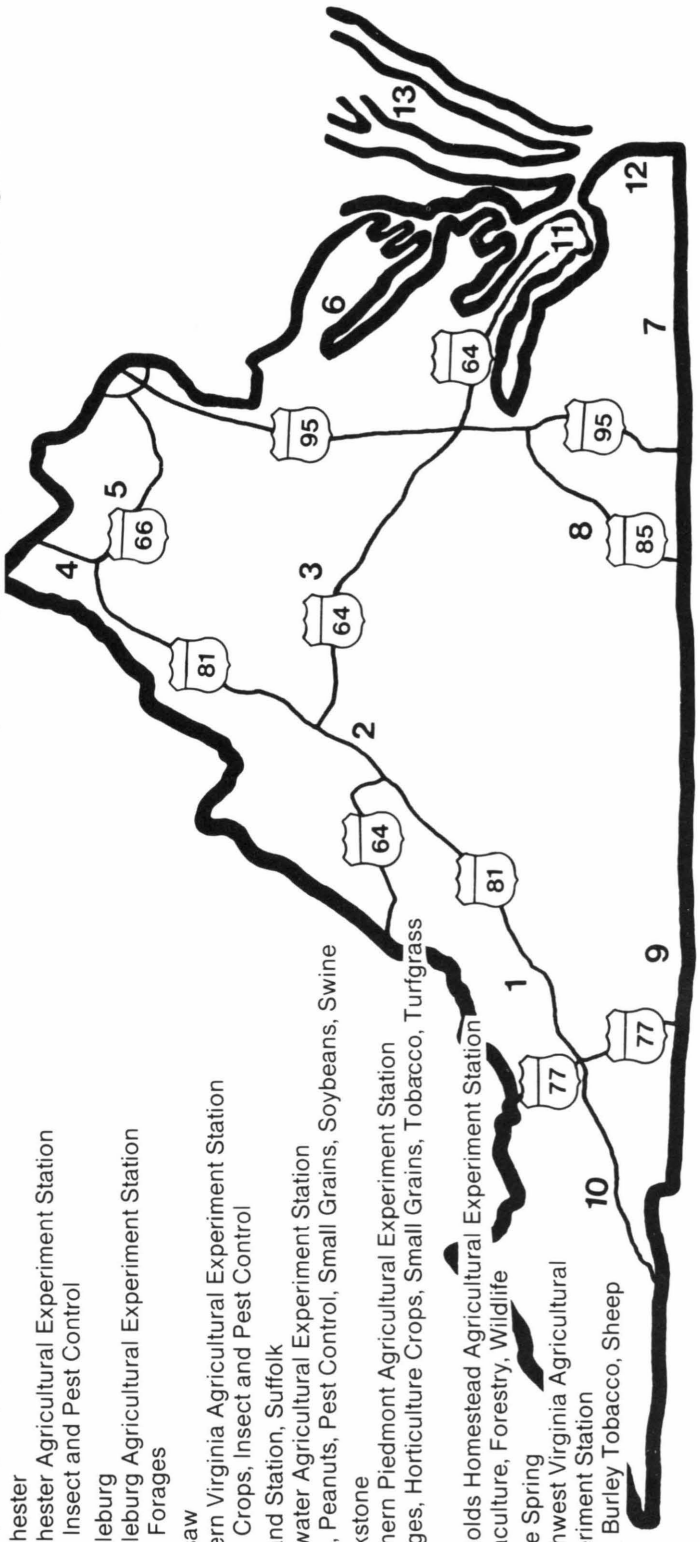 hester
hester Agricultural Experiment Station
Insect and Pest Control
leburg
leburg Agricultural Experiment Station
Forages
aw
ern Virginia Agricultural Experiment Station
Crops, Insect and Pest Control
nd Station, Suffolk
water Agricultural Experiment Station
, Peanuts, Pest Control, Small Grains, Soybeans, Swine
kstone
hern Piedmont Agricultural Experiment Station
ges, Horticulture Crops, Small Grains, Tobacco, Turfgrass
olds Homestead Agricultural Experiment Station
culture, Forestry, Wildlife
e Spring
hwest Virginia Agricultural
riment Station
Burley Tobacco, Sheep
4
5
66
81
6
13
95
3
64
2
64
64
11
81
12
1
8
95
7
77
85
10
77
9